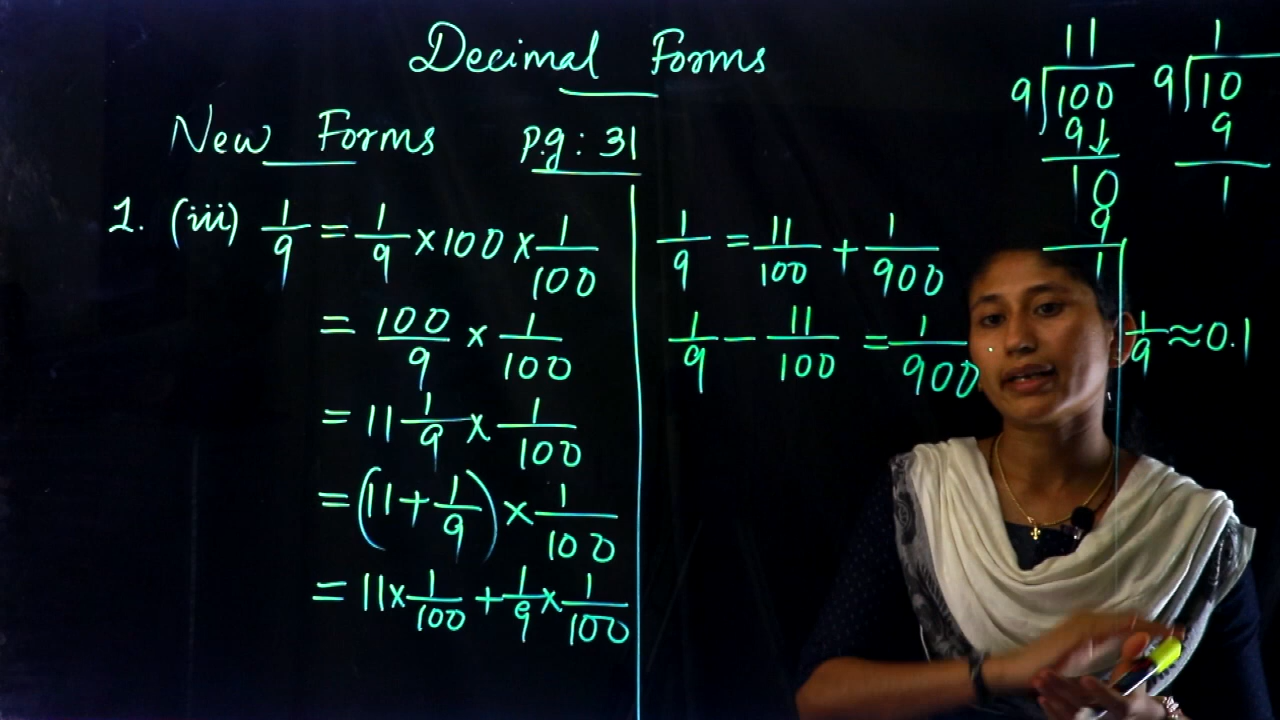 Decimal Forms
New Forms p.g: 31
1. (iii) 1/9 = 1/9 × 100 × 1/100
= 100/9 × 1/100
= 11 1/9 × 1/100
= (11 + 1/9) × 1/100
= 11 × 1/100 + 1/9 × 1/100
1/9 = 11/100 + 1/900
1/9 - 11/100 = 1/900
11
9√100
9↓
10
9
1
1
9√10
9
1
1/9 ≈ 0.1